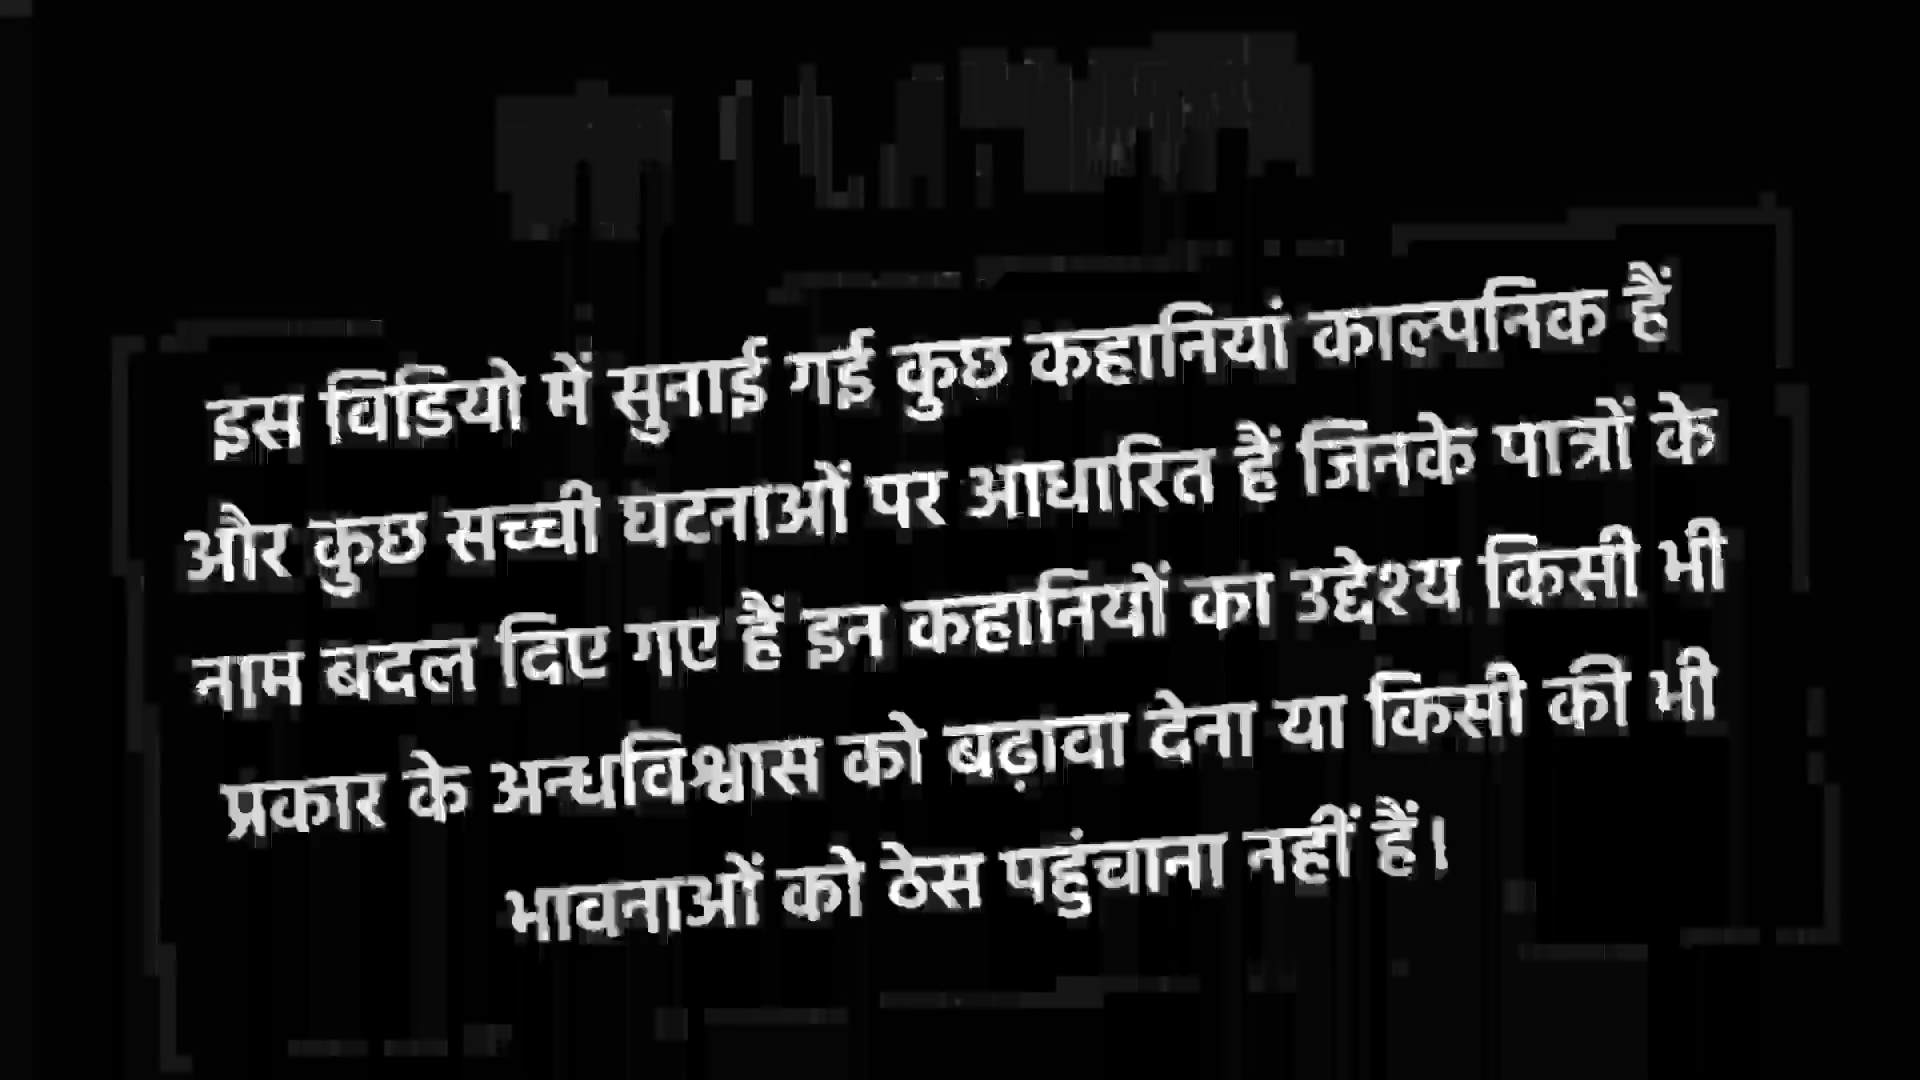 इस विडियो में सुनाई गई कुछ कहानियां काल्पनिक हैं
और कुछ सच्ची घटनाओं पर आधारित हैं जिनके पात्रों के
नाम बदल दिए गए हैं इन कहानियों का उद्देश्य किसी भी
प्रकार के अन्धविश्वास को बढ़ावा देना या किसी की भी
भावनाओं को ठेस पहुंचाना नहीं हैं।